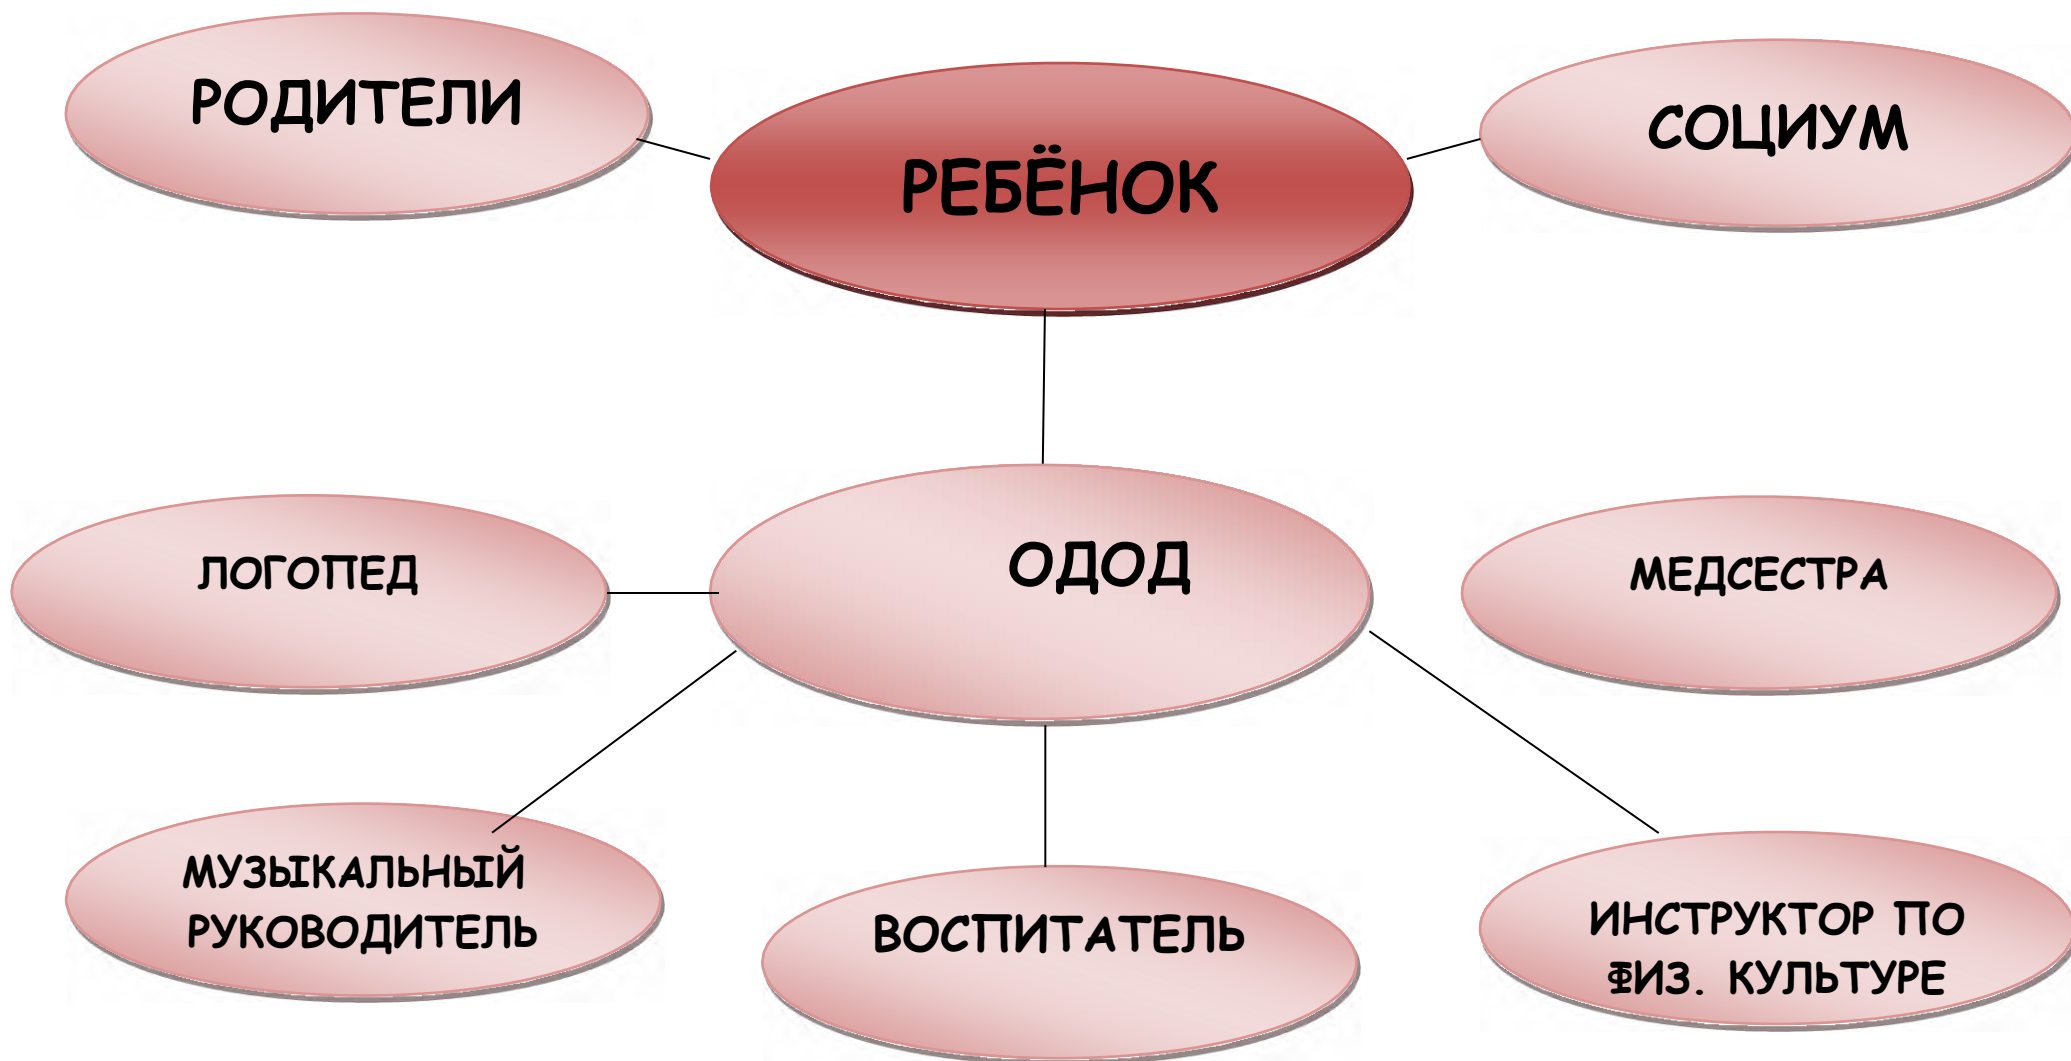 РОДИТЕЛИ
РЕБЁНОК
СОЦИУМ
ЛОГОПЕД
ОДОД
МЕДСЕСТРА
МУЗЫКАЛЬНЫЙ
РУКОВОДИТЕЛЬ
ВОСПИТАТЕЛЬ
ИНСТРУКТОР ПО
ФИЗ. КУЛЬТУРЕ